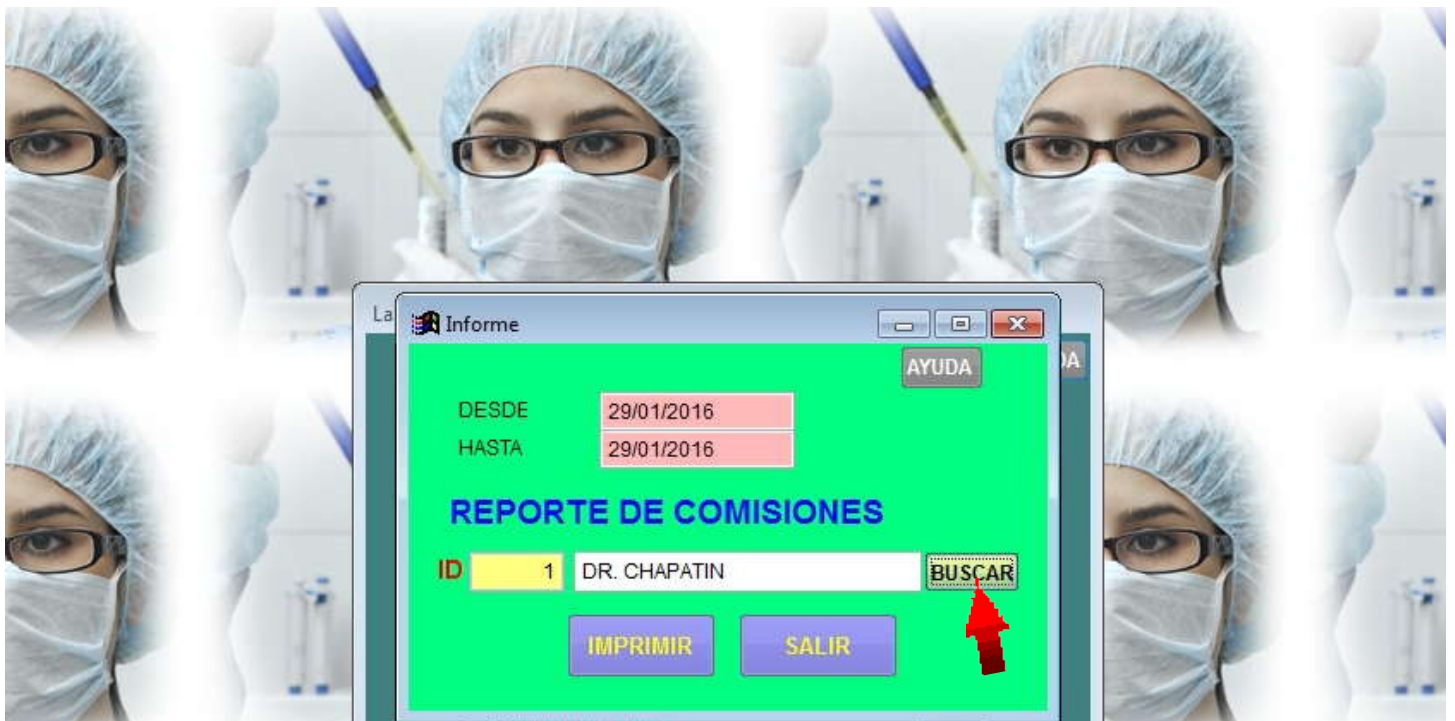 La
Informe
AYUDA
DA
DESDE 29/01/2016
HASTA 29/01/2016
REPORTE DE COMISIONES
ID 1 DR. CHAPATIN BUSCAR
IMPRIMIR SALIR